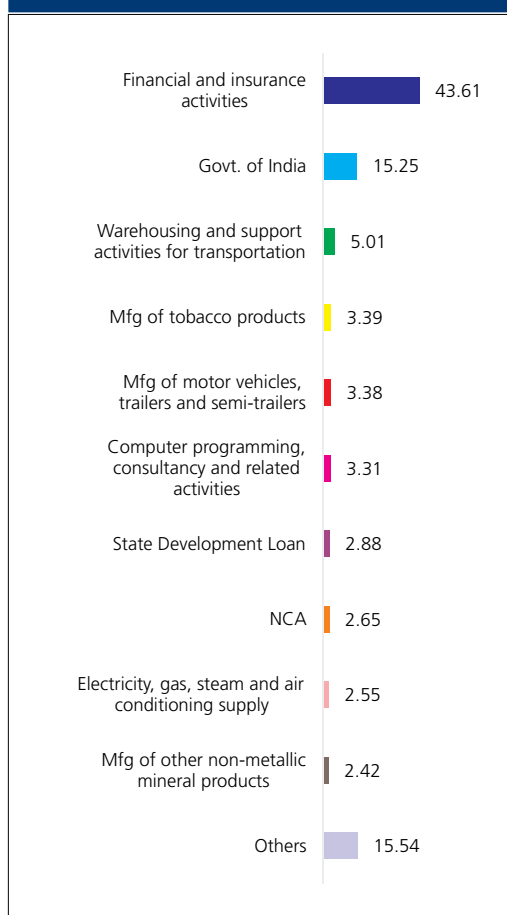 Financial and insurance
activities
43.61
Govt. of India
15.25
Warehousing and support
activities for transportation
5.01
Mfg of tobacco products
3.39
Mfg of motor vehicles,
trailers and semi-trailers
3.38
Computer programming,
consultancy and related
activities
3.31
State Development Loan
2.88
NCA
2.65
Electricity, gas, steam and air
conditioning supply
2.55
Mfg of other non-metallic
mineral products
2.42
Others
15.54